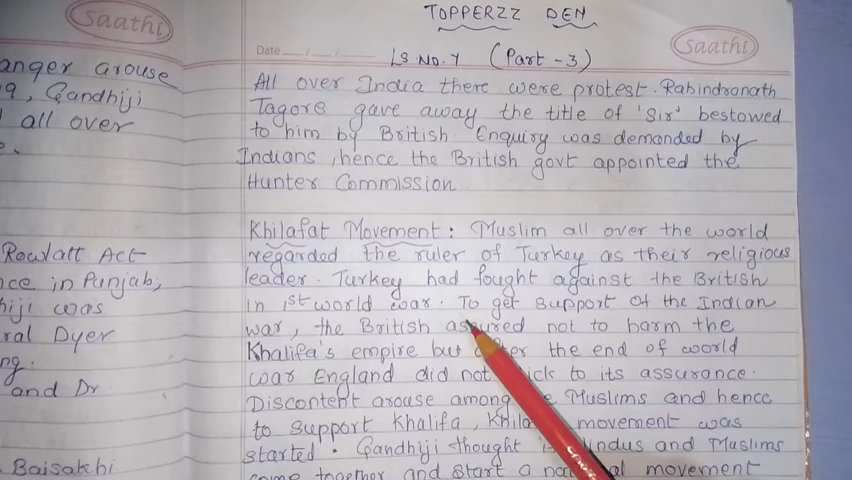 TOPPERZZ DEN
saathi
saathi
Date
Ls No. 7 (Part-3)
All over India there were protest. Rabindranath
Tagore gave away the title of 'Sir' bestowed
to him by British. Enquiry was demanded by
Indians, hence the British govt appointed the
Hunter Commission
Khilafat Movement: Muslim all over the world
regarded the ruler of Turkey as their religious
leader. Turkey had fought against the British
in 1st world war. To get support of the Indian
war, the British assured not to harm the
Khalifa's empire but after the end of world
war England did not to its assurance.
Discontent arouse among Muslims and hence
to support Khalifa, movement was
started. Gandhiji thought Hindus and Muslims
come together and start a movement
anger arouse
9, Gandhiji
all over
Rowlatt Act
nce in Punjab,
hiji was
ral Dyer
ng.
and Dr
Baisakhi